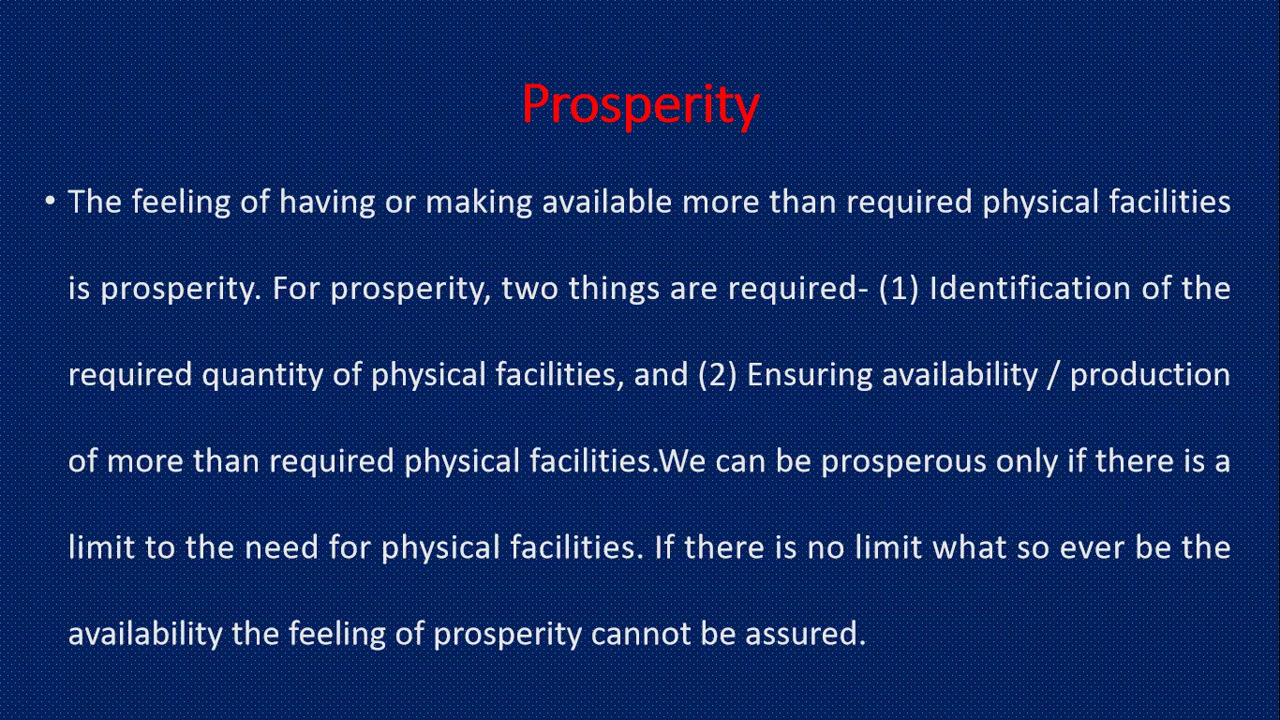 Prosperity
• The feeling of having or making available more than required physical facilities
is prosperity. For prosperity, two things are required- (1) Identification of the
required quantity of physical facilities, and (2) Ensuring availability / production
of more than required physical facilities.We can be prosperous only if there is a
limit to the need for physical facilities. If there is no limit what so ever be the
availability the feeling of prosperity cannot be assured.